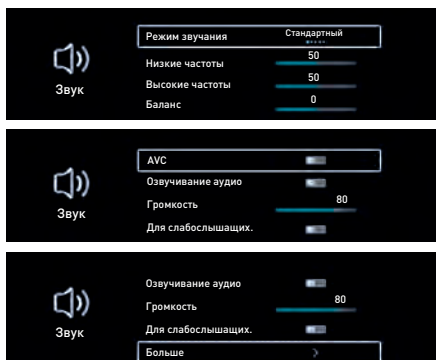 Звук
Режим звучания Стандартный
Низкие частоты 50
Высокие частоты 50
Баланс 0
Звук
AVC
Озвучивание аудио
Громкость 80
Для слабослышащих.
Звук
Озвучивание аудио
Громкость 80
Для слабослышащих.
Больше